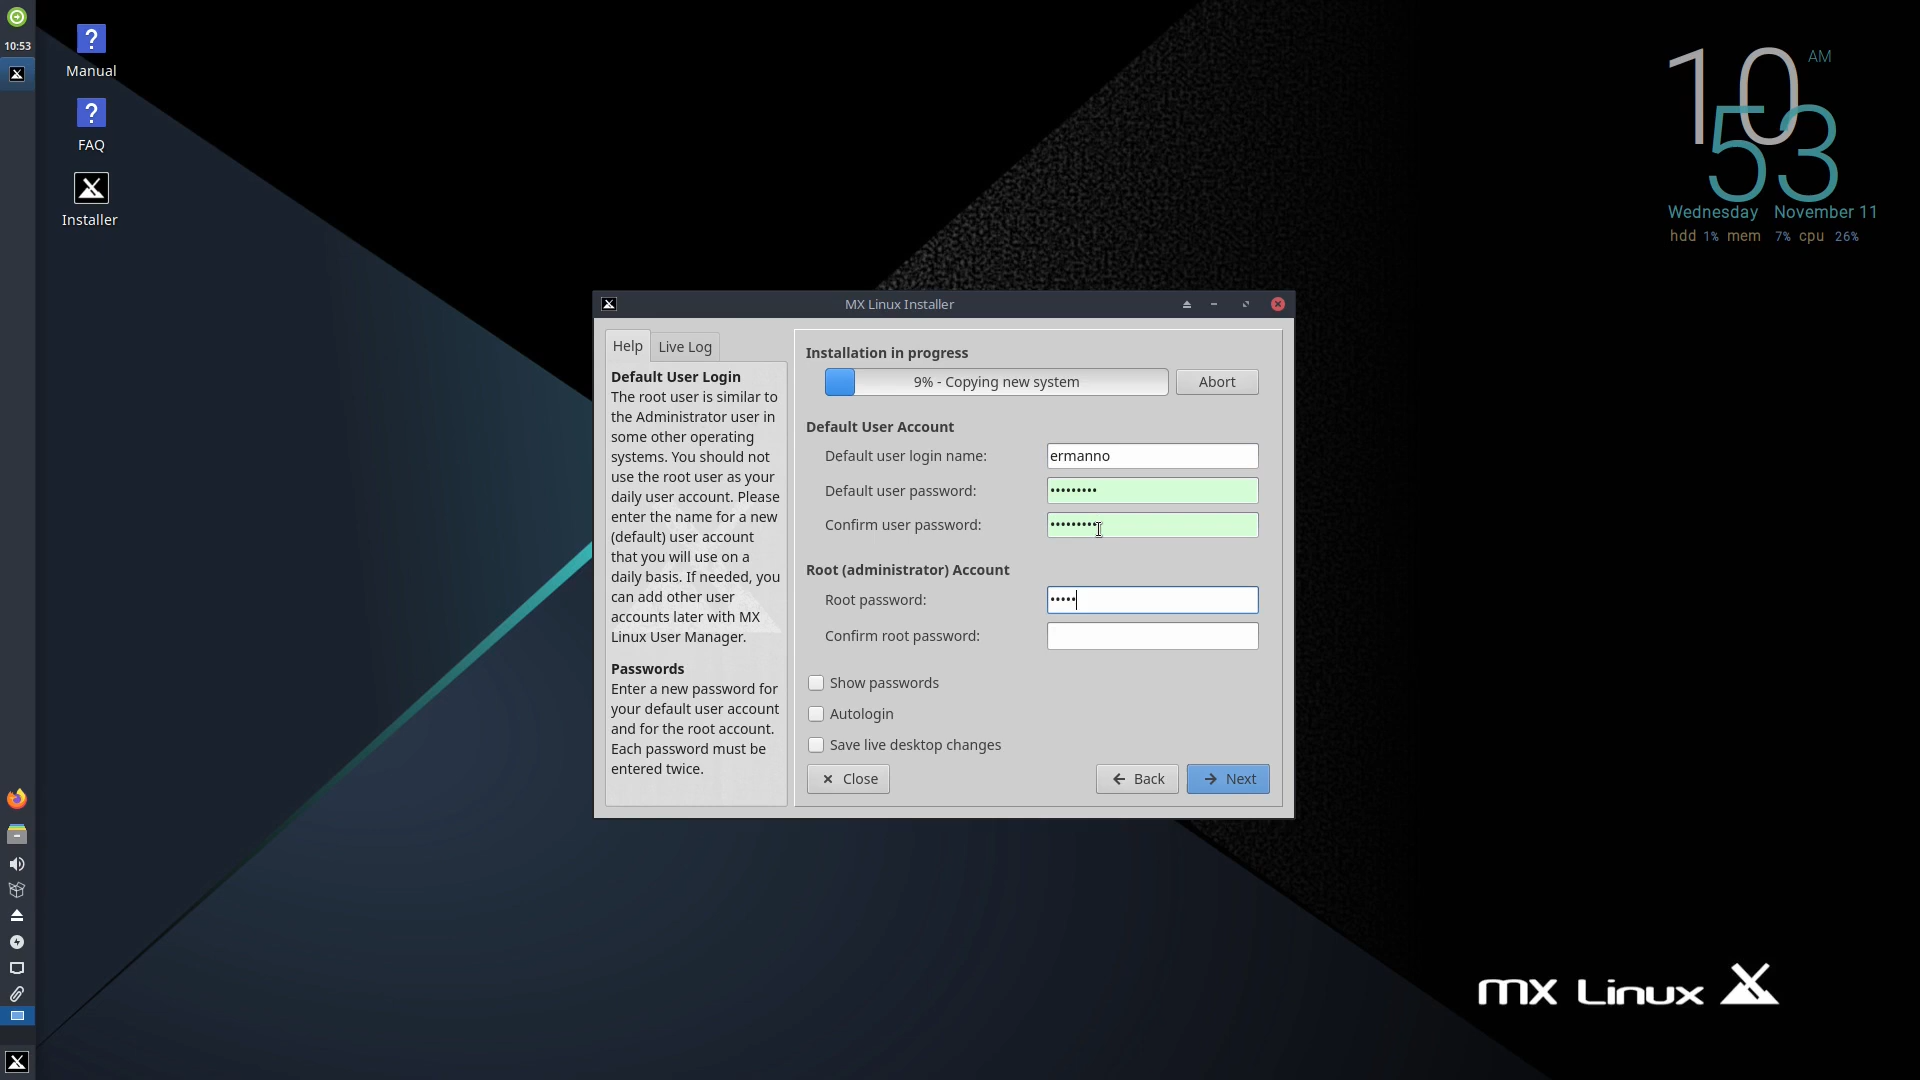 10:53
Manual
FAQ
Installer
10 AM
53
Wednesday November 11
hdd 1% mem 7% cpu 26%
MX Linux Installer
Help
Live Log
Default User Login
The root user is similar to
the Administrator user in
some other operating
systems. You should not
use the root user as your
daily user account. Please
enter the name for a new
(default) user account
that you will use on a
daily basis. If needed, you
can add other user
accounts later with MX
Linux User Manager.
Passwords
Enter a new password for
your default user account
and for the root account.
Each password must be
entered twice.
Installation in progress
9% - Copying new system
Abort
Default User Account
Default user login name:
ermanno
Default user password:
•••••••••
Confirm user password:
•••••••••
Root (administrator) Account
Root password:
•••••
Confirm root password:
Show passwords
Autologin
Save live desktop changes
Close
Back
Next
MX Linux